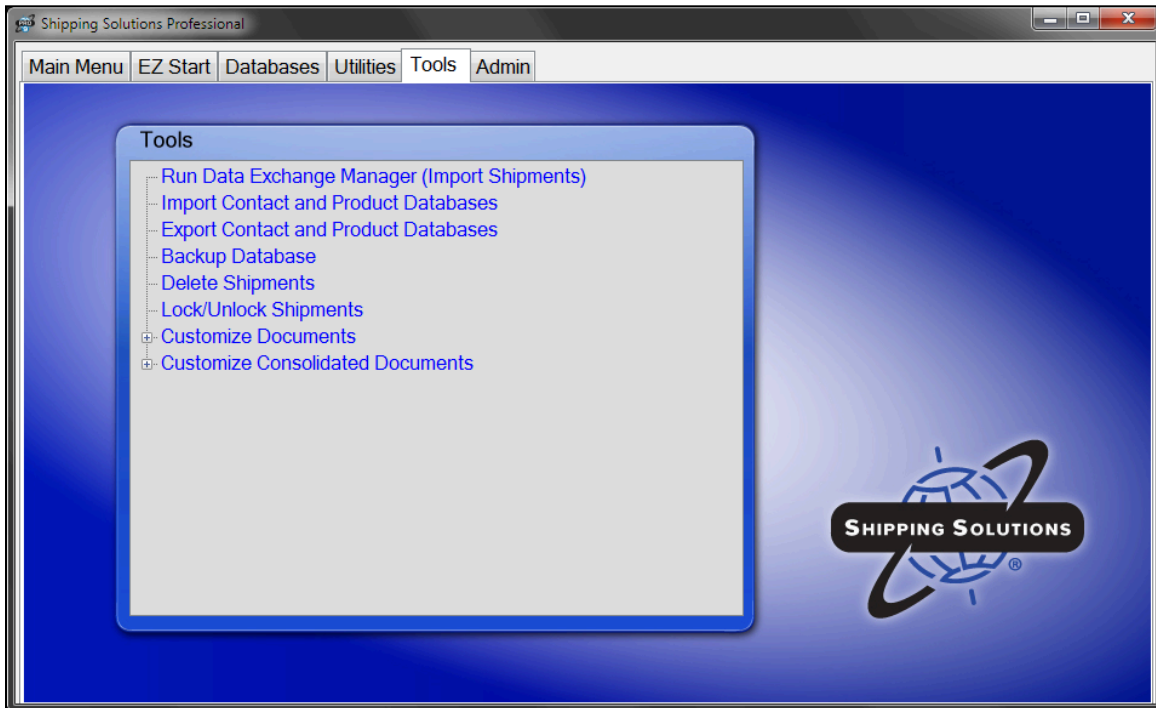 Shipping Solutions Professional
Main Menu EZ Start Databases Utilities Tools Admin
Tools
Run Data Exchange Manager (Import Shipments)
Import Contact and Product Databases
Export Contact and Product Databases
Backup Database
Delete Shipments
Lock/Unlock Shipments
Customize Documents
Customize Consolidated Documents
SHIPPING SOLUTIONS
®